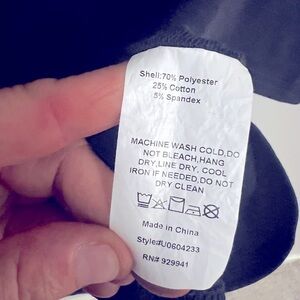 Shell:70% Polyester
25% Cotton
5% Spandex
MACHINE WASH COLD,DO
NOT BLEACH,HANG
DRY,LINE DRY. COOL
IRON IF NEEDED,DO NOT
DRY CLEAN
Made in China
Style#U0604233
RN# 929941